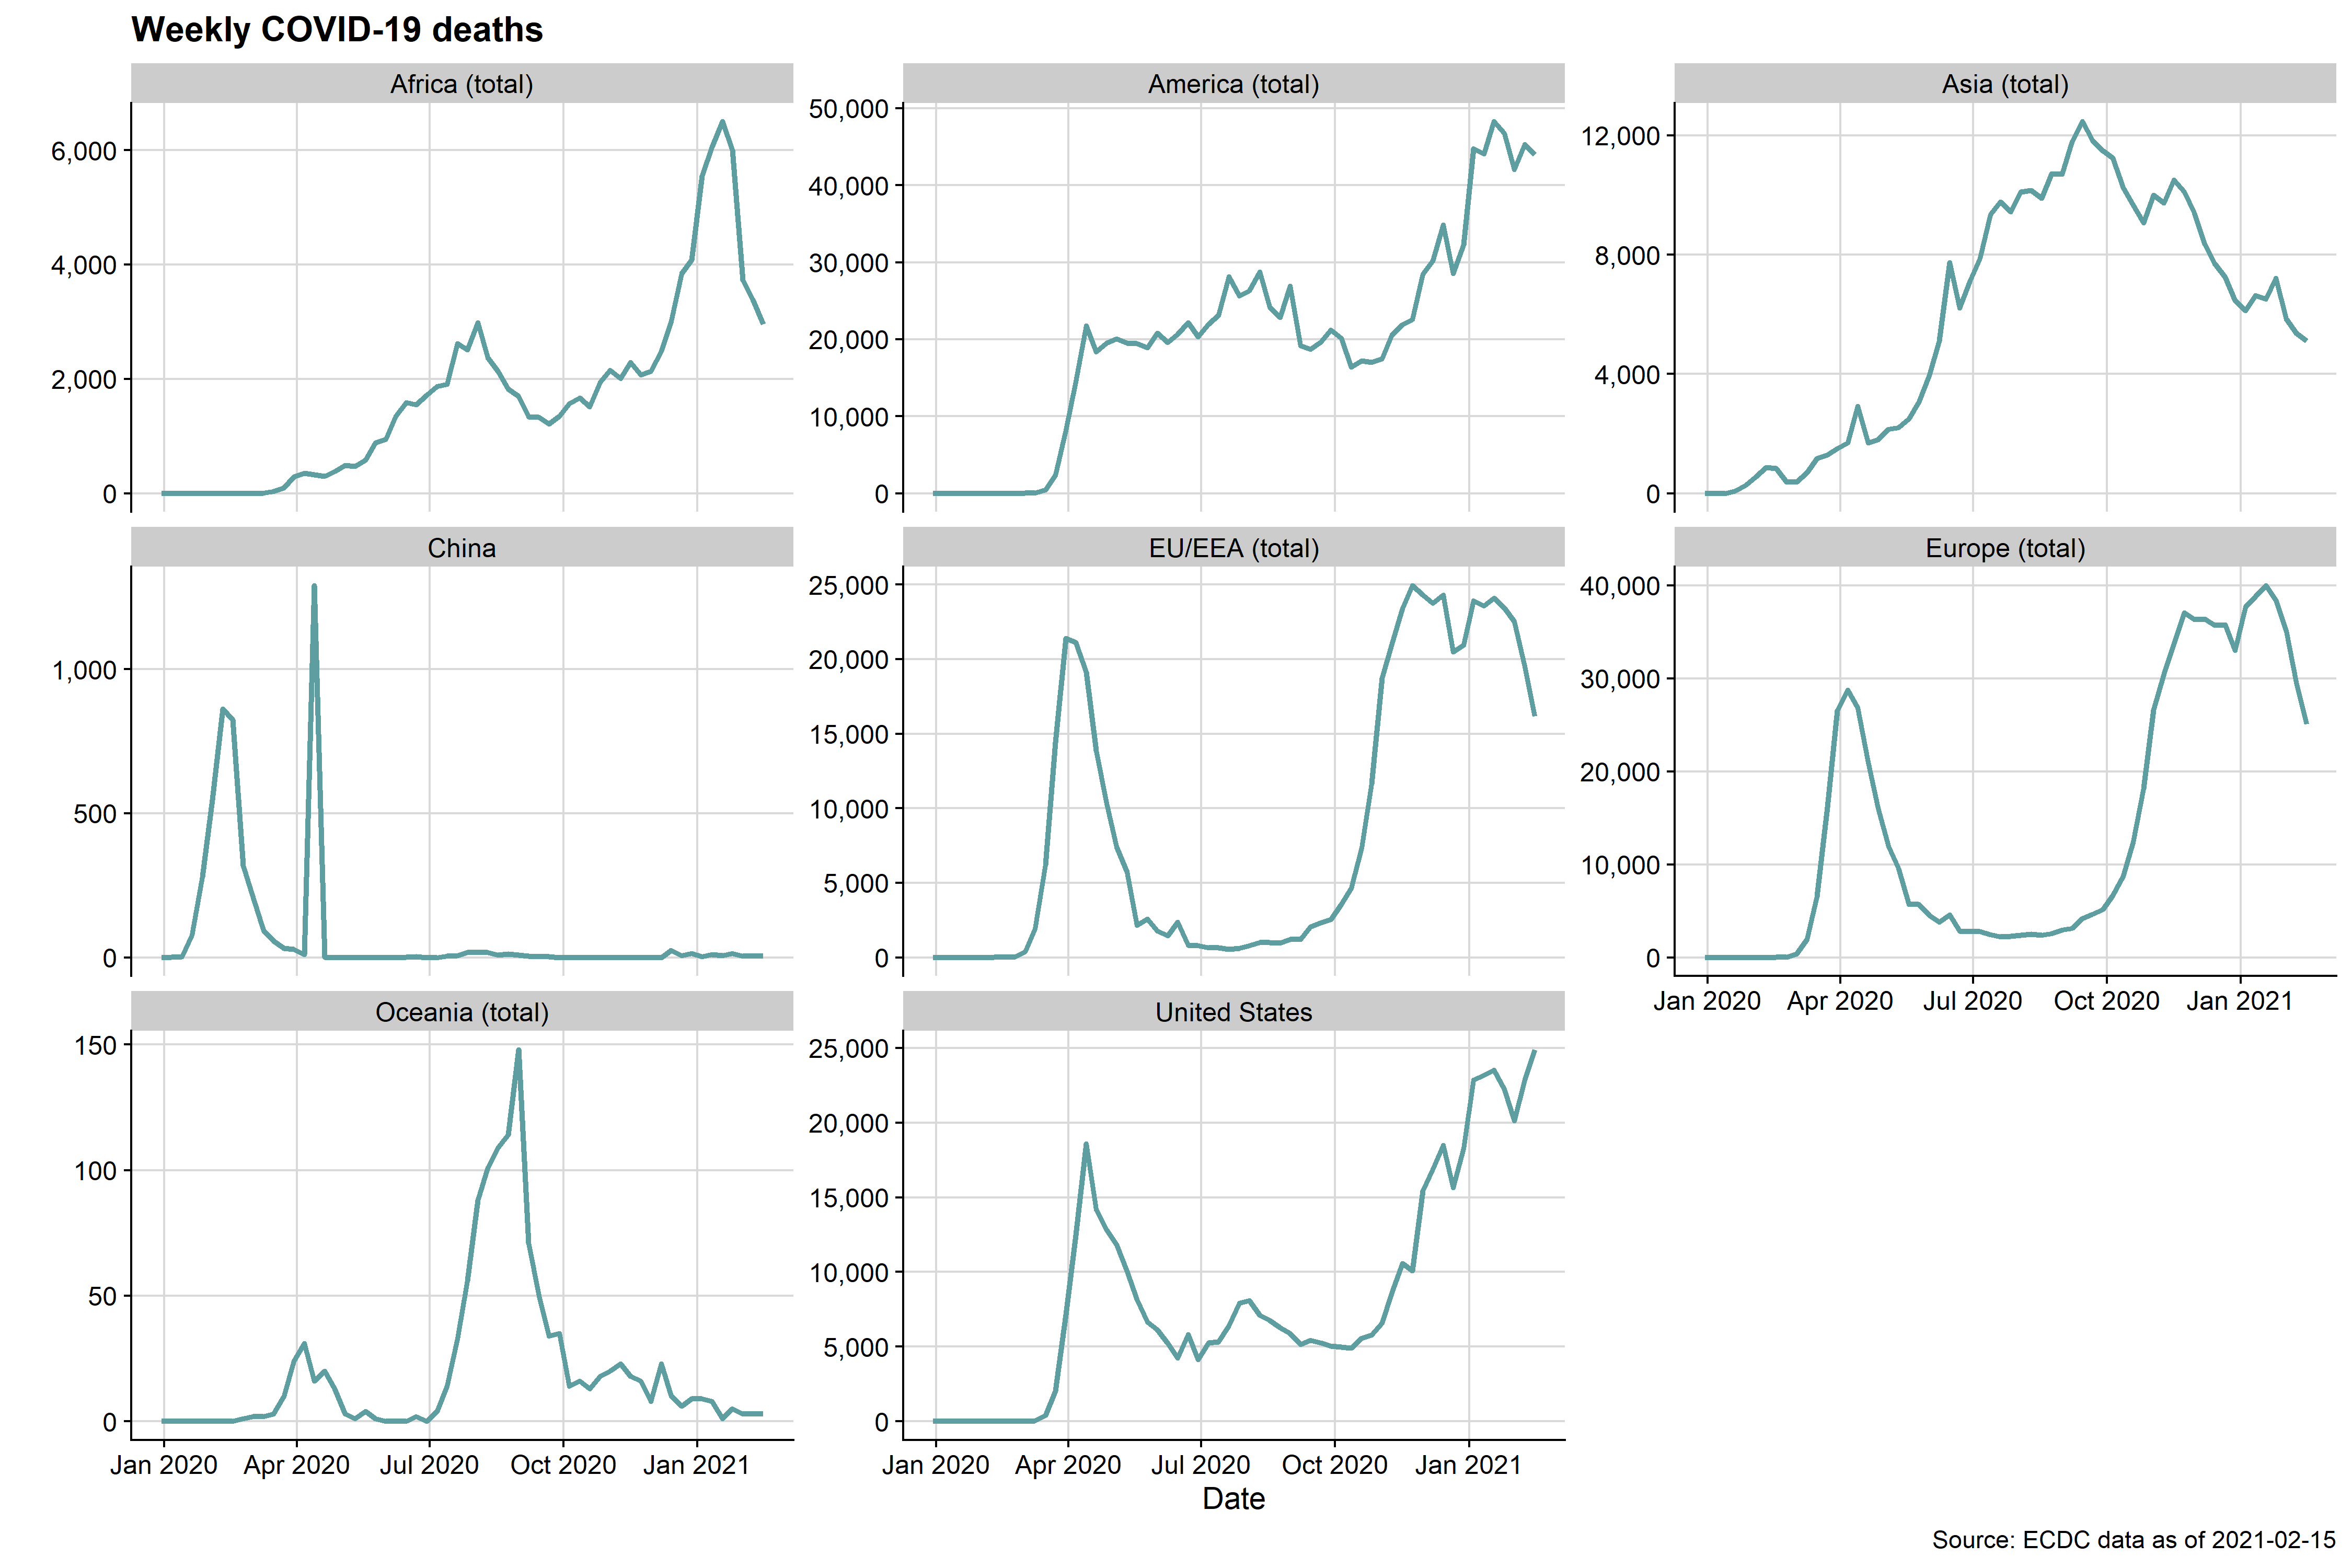 Weekly COVID-19 deaths
Africa (total)
6,000
4,000
2,000
0
America (total)
50,000
40,000
30,000
20,000
10,000
0
Asia (total)
12,000
8,000
4,000
0
China
1,000
500
0
EU/EEA (total)
25,000
20,000
15,000
10,000
5,000
0
Europe (total)
40,000
30,000
20,000
10,000
0
Jan 2020 Apr 2020 Jul 2020 Oct 2020 Jan 2021
Oceania (total)
150
100
50
0
Jan 2020 Apr 2020 Jul 2020 Oct 2020 Jan 2021
United States
25,000
20,000
15,000
10,000
5,000
0
Jan 2020 Apr 2020 Jul 2020 Oct 2020 Jan 2021
Date
Source: ECDC data as of 2021-02-15